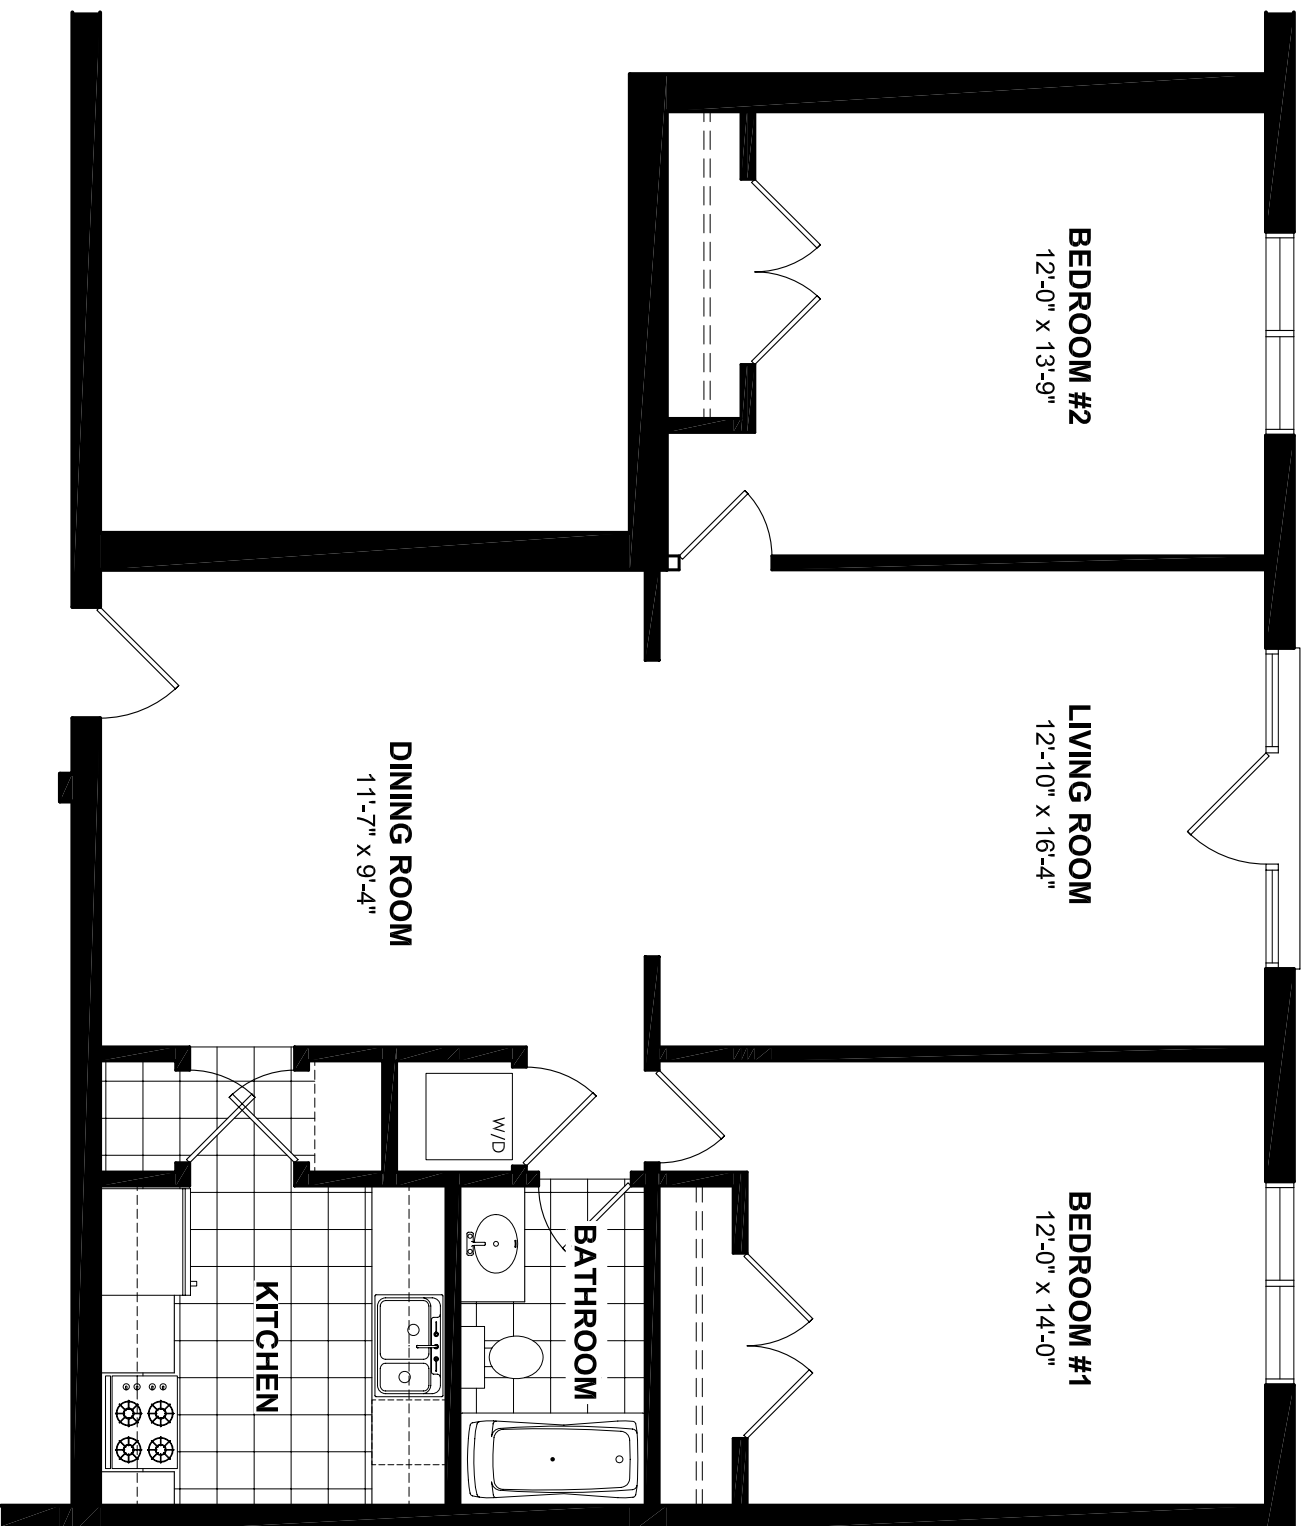 BEDROOM #2
12'-0" x 13'-9"
LIVING ROOM
12'-10" x 16'-4"
BEDROOM #1
12'-0" x 14'-0"
DINING ROOM
11'-7" x 9'-4"
W/D
BATHROOM
KITCHEN